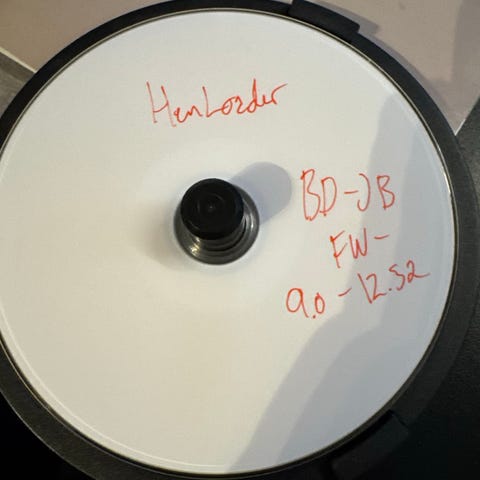 HenLoader
BD-JB
FW-
9.0-12.52